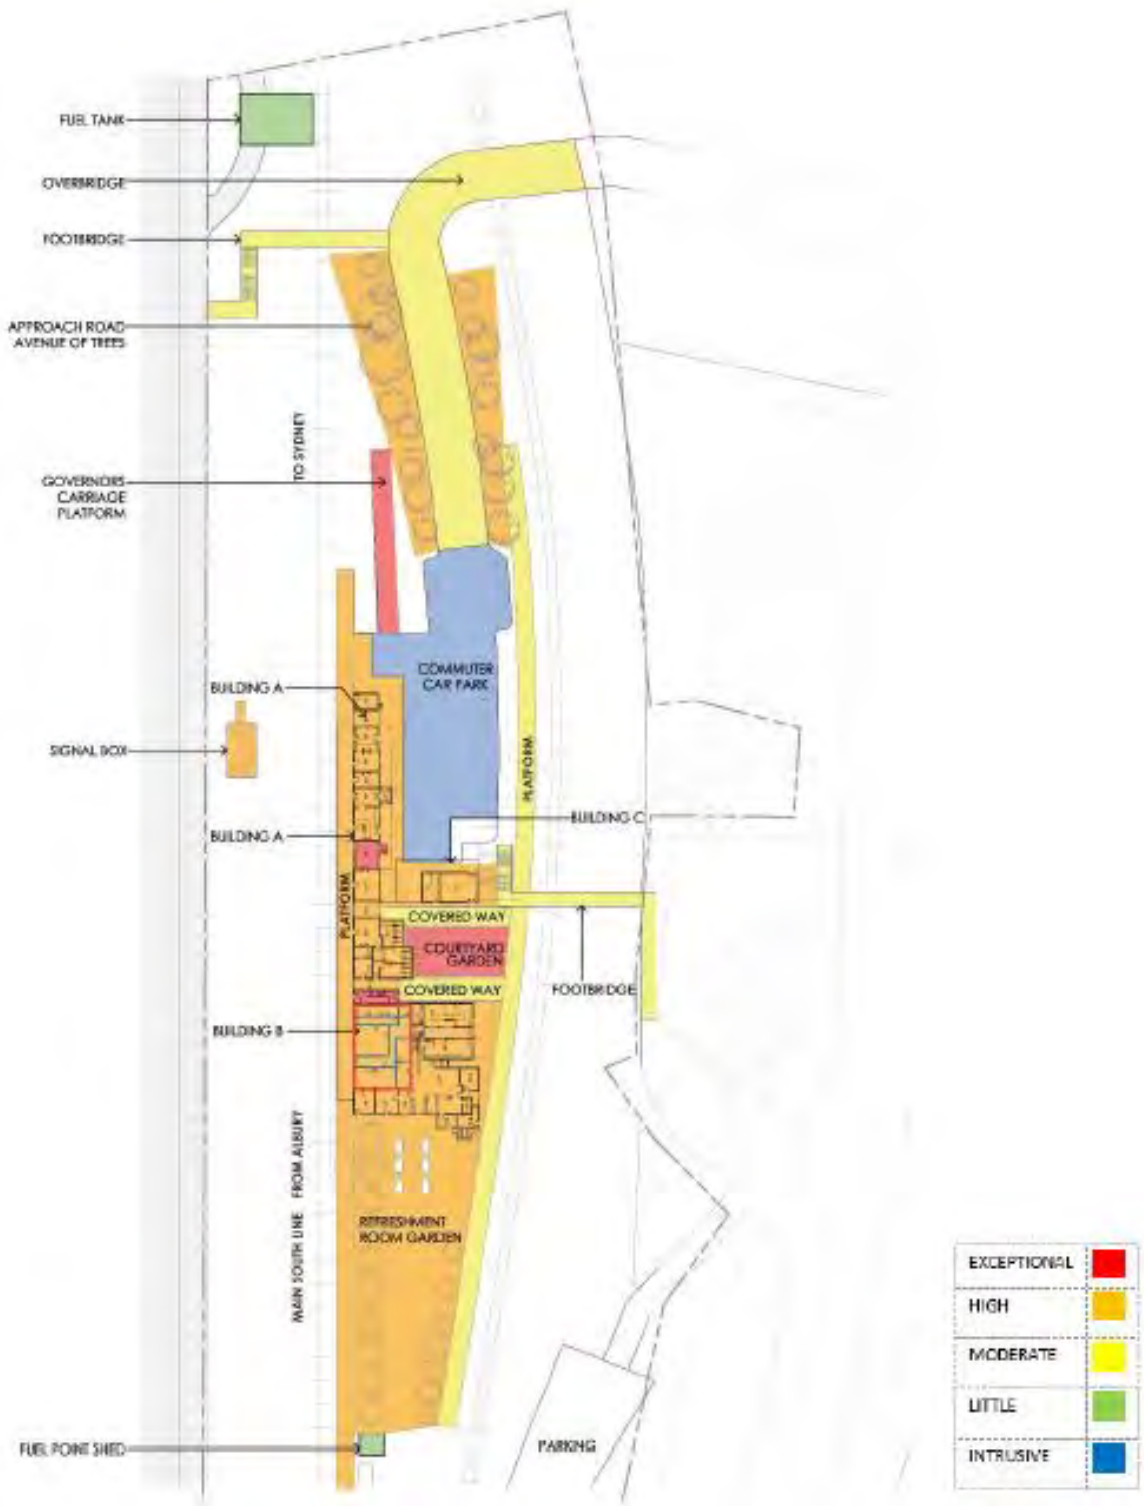 FUEL TANK
OVERBRIDGE
FOOTBRIDGE
APPROACH ROAD
AVENUE OF TREES
TO SYDNEY
GOVERNORS
CARRIAGE
PLATFORM
COMMUTER
CAR PARK
BUILDING A
SIGNAL BOX
PLATFORM
BUILDING C
BUILDING A
PLATFORM
COVERED WAY
COURTYARD
GARDEN
COVERED WAY
FOOTBRIDGE
BUILDING B
MAIN SOUTH LINE FROM ALBURY
REFRESHMENT
ROOM GARDEN
FUEL POINT SHED
PARKING
EXCEPTIONAL
HIGH
MODERATE
LITTLE
INTRUSIVE